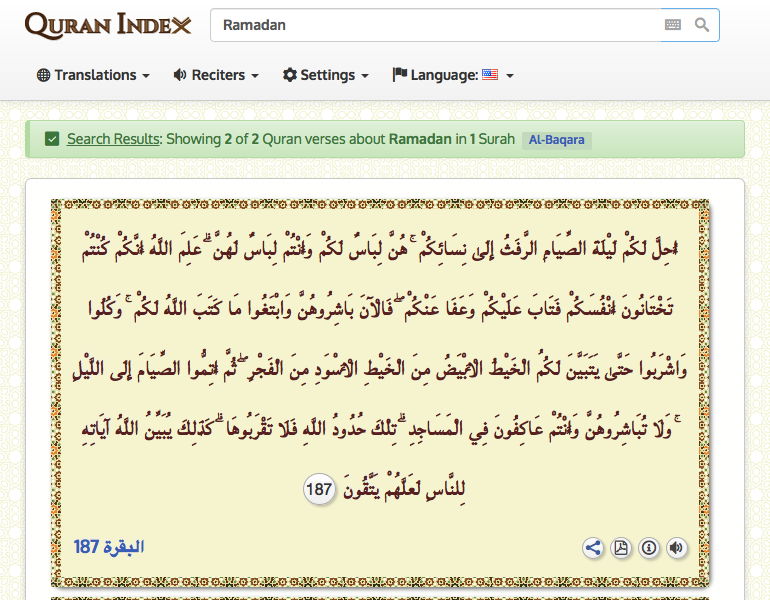 QURAN INDEX
Ramadan
Translations Reciters Settings Language:
Search Results: Showing 2 of 2 Quran verses about Ramadan in 1 Surah Al-Baqara
أُحِلَّ لَكُمْ لَيْلَةَ الصِّيَامِ الرَّفَثُ إِلَىٰ نِسَائِكُمْ ۚ هُنَّ لِبَاسٌ لَكُمْ وَأَنْتُمْ لِبَاسٌ لَهُنَّ ۗ عَلِمَ اللَّهُ أَنَّكُمْ كُنْتُمْ
تَخْتَانُونَ أَنْفُسَكُمْ فَتَابَ عَلَيْكُمْ وَعَفَا عَنْكُمْ ۖ فَالْآنَ بَاشِرُوهُنَّ وَابْتَغُوا مَا كَتَبَ اللَّهُ لَكُمْ ۚ وَكُلُوا
وَاشْرَبُوا حَتَّىٰ يَتَبَيَّنَ لَكُمُ الْخَيْطُ الْأَبْيَضُ مِنَ الْخَيْطِ الْأَسْوَدِ مِنَ الْفَجْرِ ۖ ثُمَّ أَتِمُّوا الصِّيَامَ إِلَى اللَّيْلِ
ۚ وَلَا تُبَاشِرُوهُنَّ وَأَنْتُمْ عَاكِفُونَ فِي الْمَسَاجِدِ ۗ تِلْكَ حُدُودُ اللَّهِ فَلَا تَقْرَبُوهَا ۗ كَذَٰلِكَ يُبَيِّنُ اللَّهُ آيَاتِهِ
لِلنَّاسِ لَعَلَّهُمْ يَتَّقُونَ 187
البقرة 187